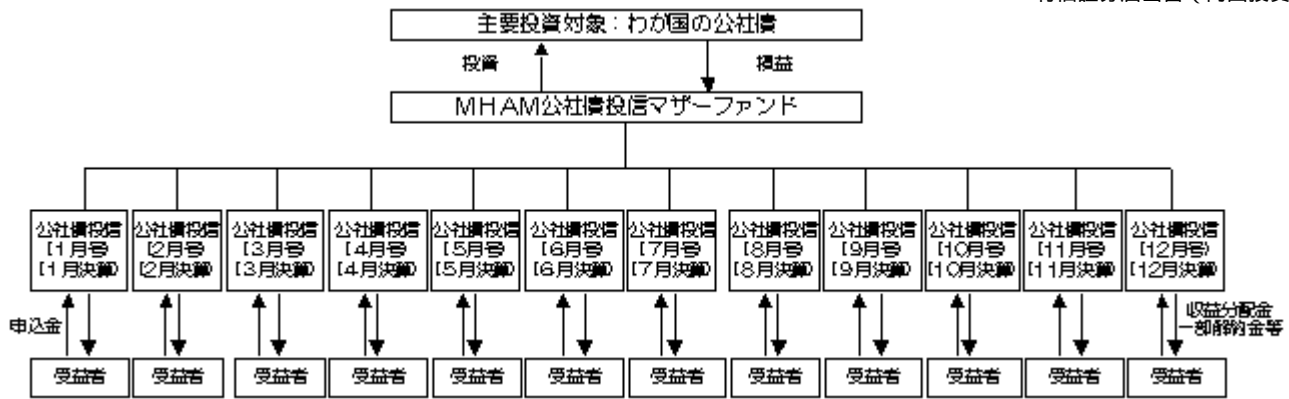 主要投資対象：わが国の公社債
投資
損益
MHAM公社債投信マザーファンド
公社債投信
[1月号]
[1月決算]
公社債投信
[2月号]
[2月決算]
公社債投信
[3月号]
[3月決算]
公社債投信
[4月号]
[4月決算]
公社債投信
[5月号]
[5月決算]
公社債投信
[6月号]
[6月決算]
公社債投信
[7月号]
[7月決算]
公社債投信
[8月号]
[8月決算]
公社債投信
[9月号]
[9月決算]
公社債投信
[10月号]
[10月決算]
公社債投信
[11月号]
[11月決算]
公社債投信
[12月号]
[12月決算]
申込金
収益分配金
一部解約金等
受益者
受益者
受益者
受益者
受益者
受益者
受益者
受益者
受益者
受益者
受益者
受益者